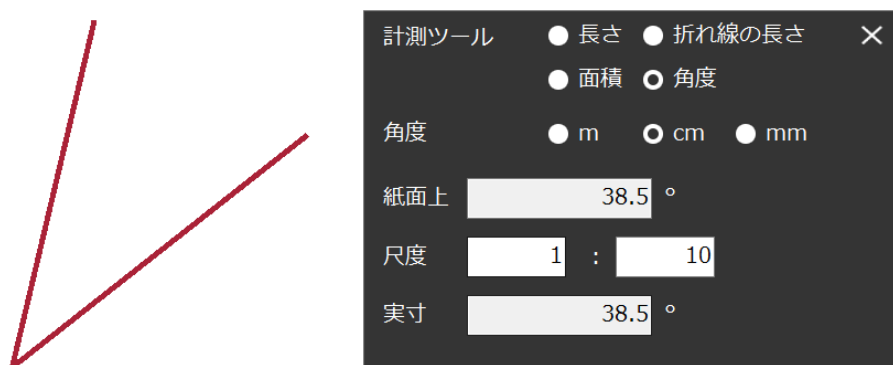 計測ツール 長さ 折れ線の長さ
面積 角度
角度 m cm mm
紙面上 38.5 °
尺度 1 : 10
実寸 38.5 °